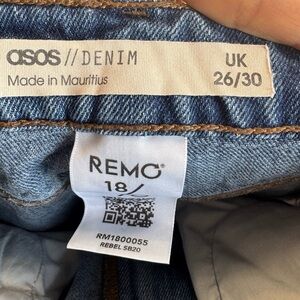 asos // DENIM
Made in Mauritius
UK
26/30
REMO
18/
RM1800055
REBEL SB20